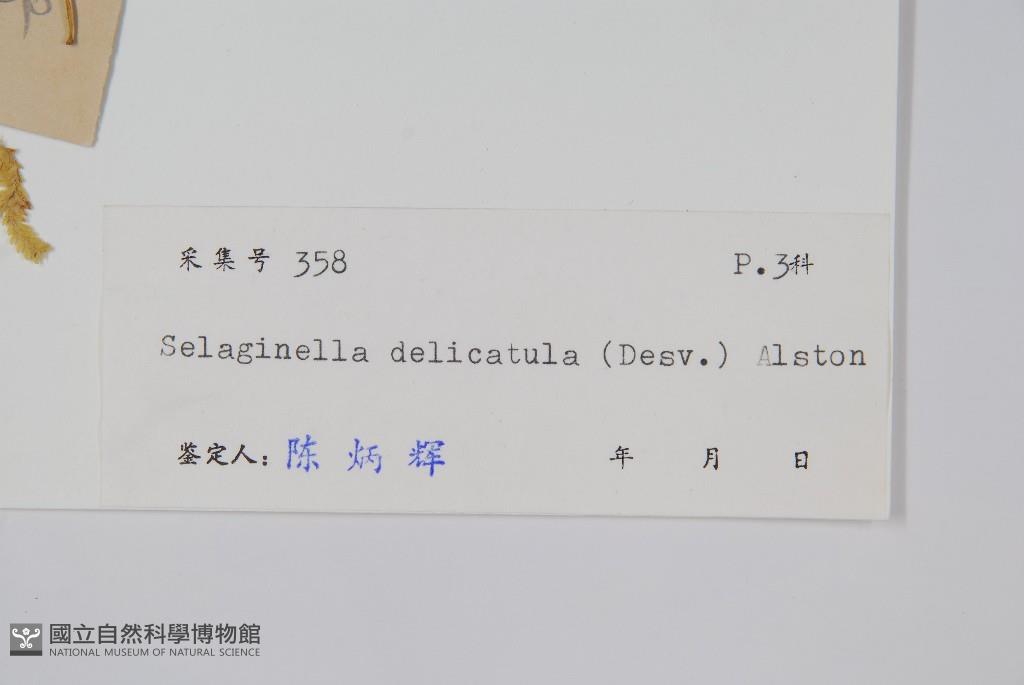 采集号 358 P.3科
Selaginella delicatula (Desv.) Alston
鉴定人: 陈炳辉 年 月 日
國立自然科學博物館
NATIONAL MUSEUM OF NATURAL SCIENCE